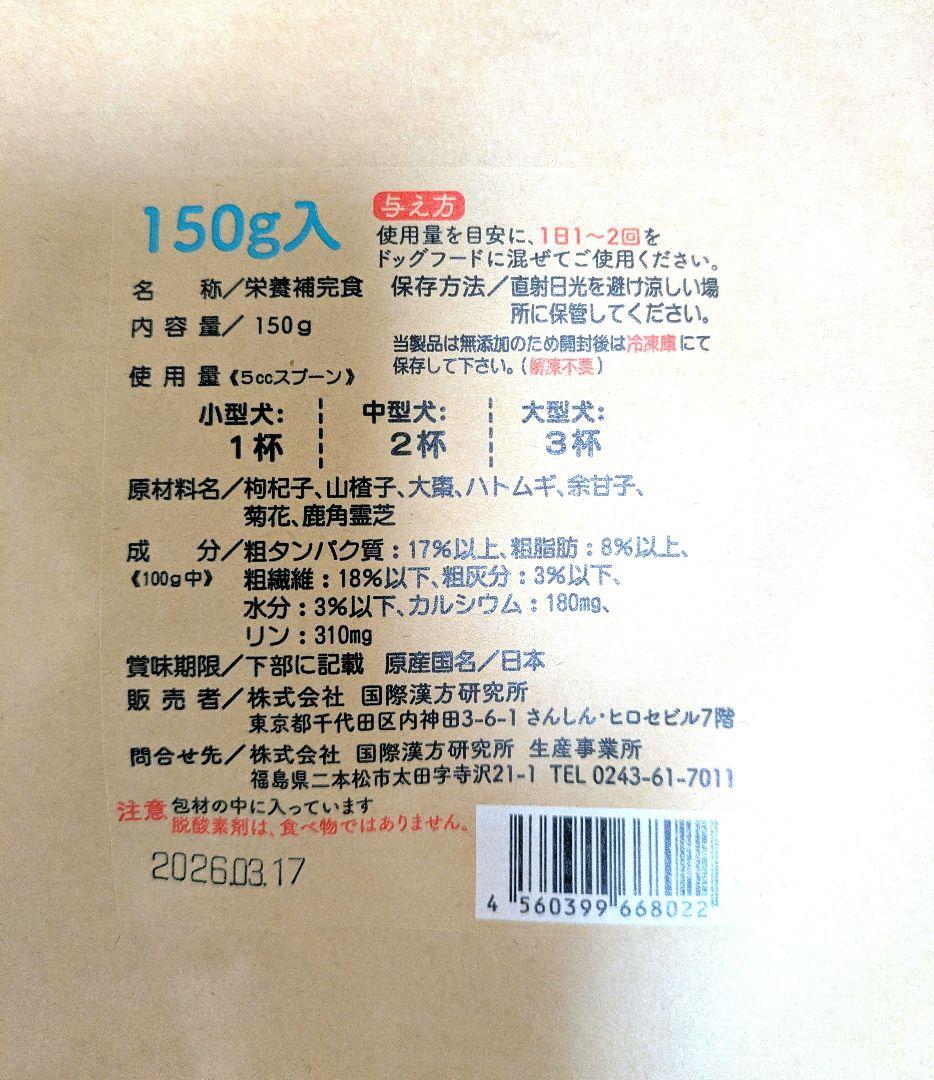 150g入
与え方
使用量を目安に、1日1〜2回を
ドッグフードに混ぜてご使用ください。
名称／栄養補完食
保存方法／直射日光を避け涼しい場
所に保管してください。
内容量／150g
当製品は無添加のため開封後は冷凍庫にて
保存して下さい。(解凍不要)
使用量《5ccスプーン》
小型犬: 中型犬: 大型犬:
1杯 2杯 3杯
原材料名／枸杞子、山楂子、大棗、ハトムギ、余甘子、
菊花、鹿角霊芝
成分／粗タンパク質：17%以上、粗脂肪：8%以上、
《100g中》 粗繊維：18%以下、粗灰分：3%以下、
水分：3%以下、カルシウム：180mg、
リン：310mg
賞味期限／下部に記載 原産国名／日本
販売者／株式会社 国際漢方研究所
東京都千代田区内神田3-6-1 さんしん・ヒロセビル7階
問合せ先／株式会社 国際漢方研究所 生産事業所
福島県二本松市太田字寺沢21-1 TEL 0243-61-7011
注意 包材の中に入っています
脱酸素剤は、食べ物ではありません。
2026.03.17
4 560399 668022